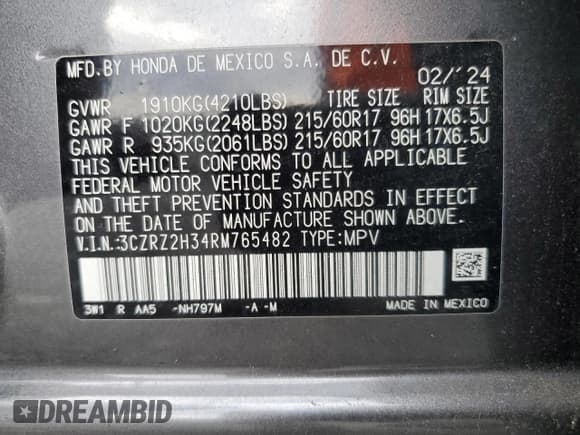 MFD.BY HONDA DE MEXICO S.A. DE C.V.
02/'24
GVWR 1910KG(4210LBS) TIRE SIZE RIM SIZE
GAWR F 1020KG(2248LBS) 215/60R17 96H 17X6.5J
GAWR R 935KG(2061LBS) 215/60R17 96H 17X6.5J
THIS VEHICLE CONFORMS TO ALL APPLICABLE
FEDERAL MOTOR VEHICLE SAFETY
AND THEFT PREVENTION STANDARDS IN EFFECT
ON THE DATE OF MANUFACTURE SHOWN ABOVE.
V.I.N.:3CZRZ2H34RM765482 TYPE:MPV
3W1 R AA5 -NH797M -A -M MADE IN MEXICO
DREAMBID